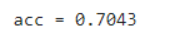 acc = 0.7043